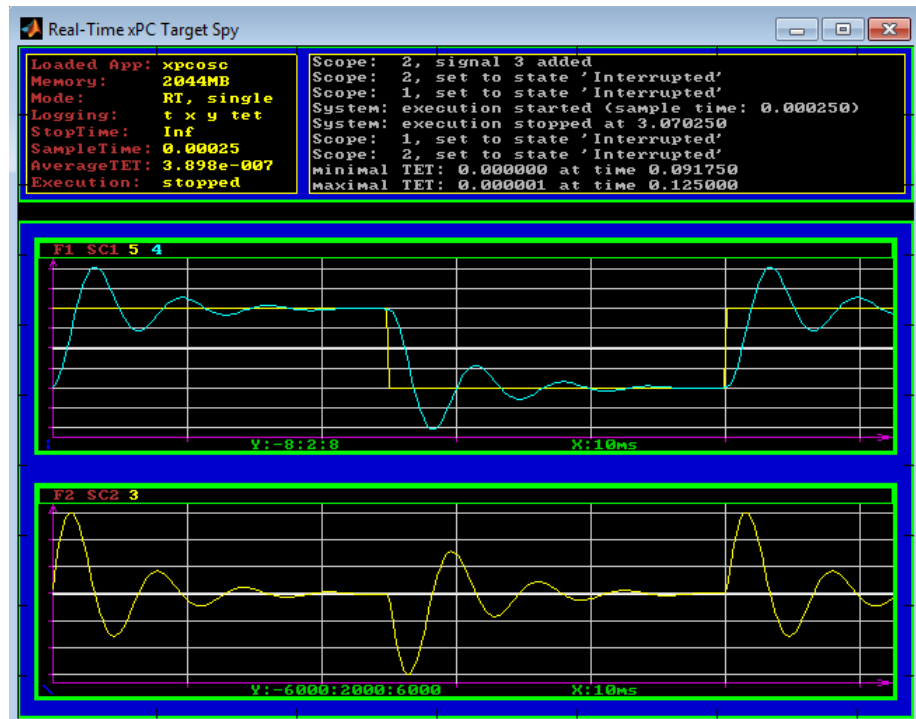 Real-Time xPC Target Spy
Loaded App: xpcosc
Memory: 2044MB
Mode: RT, single
Logging: t x y tet
StopTime: Inf
SampleTime: 0.00025
AverageTET: 3.898e-007
Execution: stopped
Scope: 2, signal 3 added
Scope: 2, set to state 'Interrupted'
Scope: 1, set to state 'Interrupted'
System: execution started (sample time: 0.000250)
System: execution stopped at 3.070250
Scope: 1, set to state 'Interrupted'
Scope: 2, set to state 'Interrupted'
minimal TET: 0.000000 at time 0.091750
maximal TET: 0.000001 at time 0.125000
F1 SC1 5 4
Y:-8:2:8 X:10ms
F2 SC2 3
Y:-6000:2000:6000 X:10ms